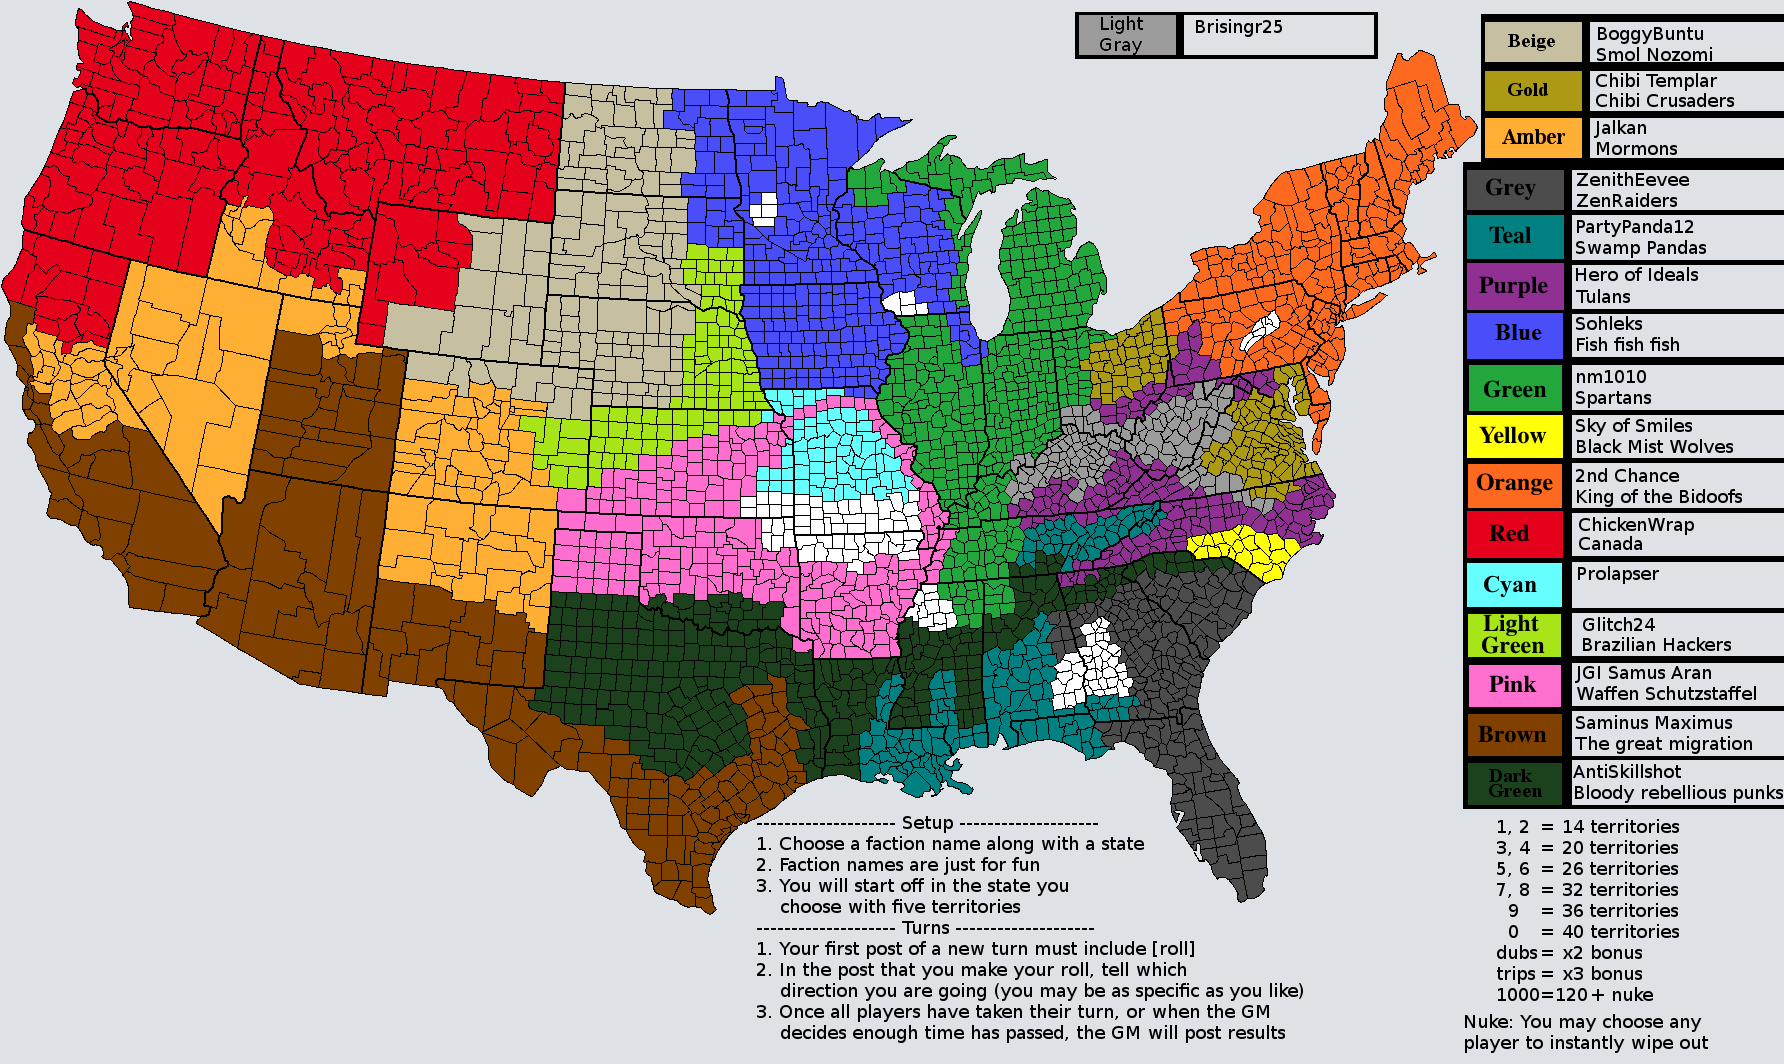 Light
Gray
Brisingr25
Beige
BoggyBuntu
Smol Nozomi
Gold
Chibi Templar
Chibi Crusaders
Amber
Jalkan
Mormons
Grey
ZenithEevee
ZenRaiders
Teal
PartyPanda12
Swamp Pandas
Purple
Hero of Ideals
Tulans
Blue
Sohleks
Fish fish fish
Green
nm1010
Spartans
Yellow
Sky of Smiles
Black Mist Wolves
Orange
2nd Chance
King of the Bidoofs
Red
ChickenWrap
Canada
Cyan
Prolapser
Light
Green
Glitch24
Brazilian Hackers
Pink
JGI Samus Aran
Waffen Schutzstaffel
Brown
Saminus Maximus
The great migration
Dark
Green
AntiSkillshot
Bloody rebellious punks
-------------------- Setup --------------------
1. Choose a faction name along with a state
2. Faction names are just for fun
3. You will start off in the state you
choose with five territories
-------------------- Turns --------------------
1. Your first post of a new turn must include [roll]
2. In the post that you make your roll, tell which
direction you are going (you may be as specific as you like)
3. Once all players have taken their turn, or when the GM
decides enough time has passed, the GM will post results
1, 2 = 14 territories
3, 4 = 20 territories
5, 6 = 26 territories
7, 8 = 32 territories
9 = 36 territories
0 = 40 territories
dubs= x2 bonus
trips = x3 bonus
1000=120+ nuke
Nuke: You may choose any
player to instantly wipe out